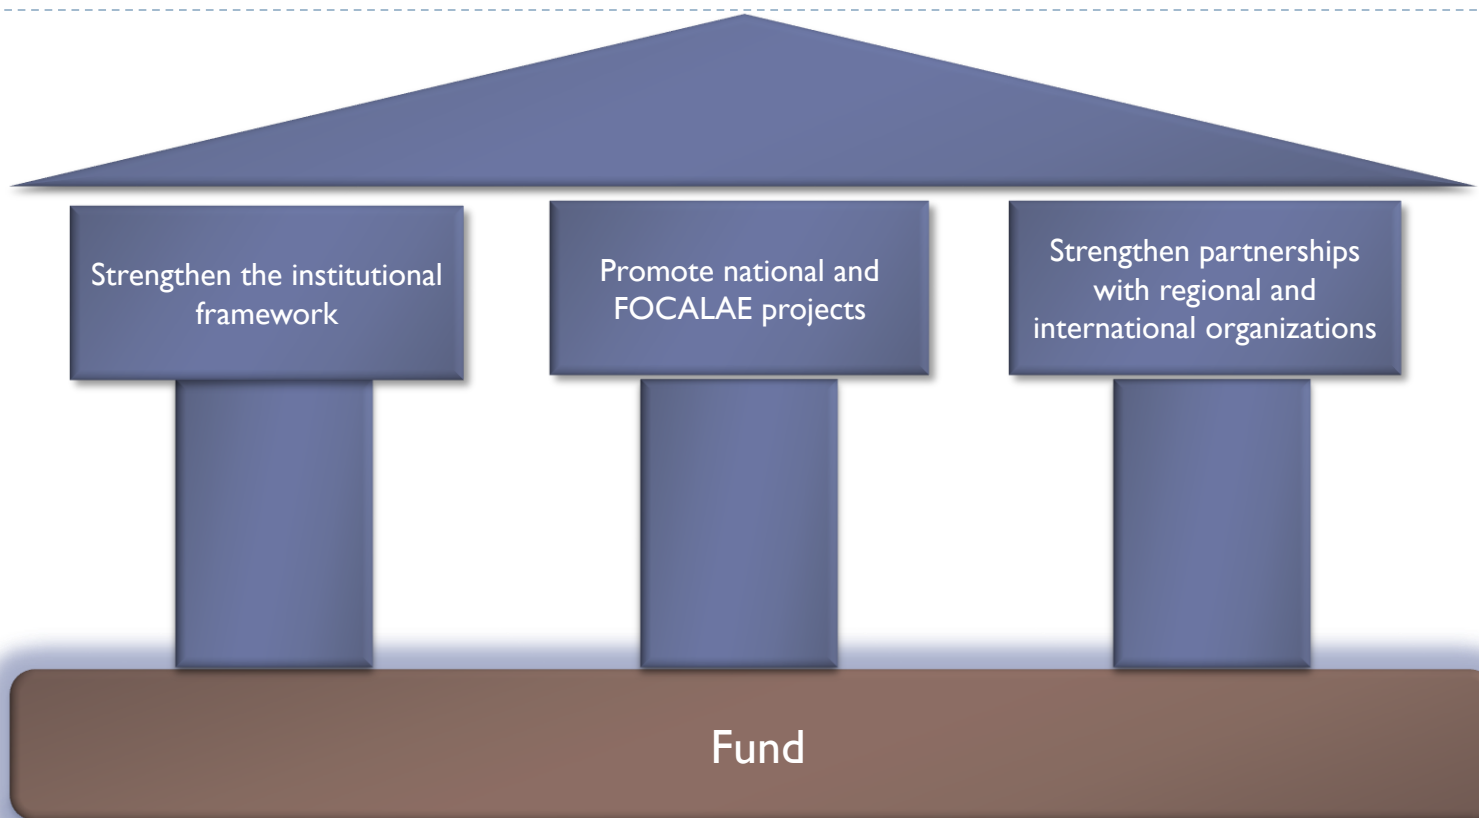 Strengthen the institutional
framework
Promote national and
FOCALAE projects
Strengthen partnerships
with regional and
international organizations
Fund